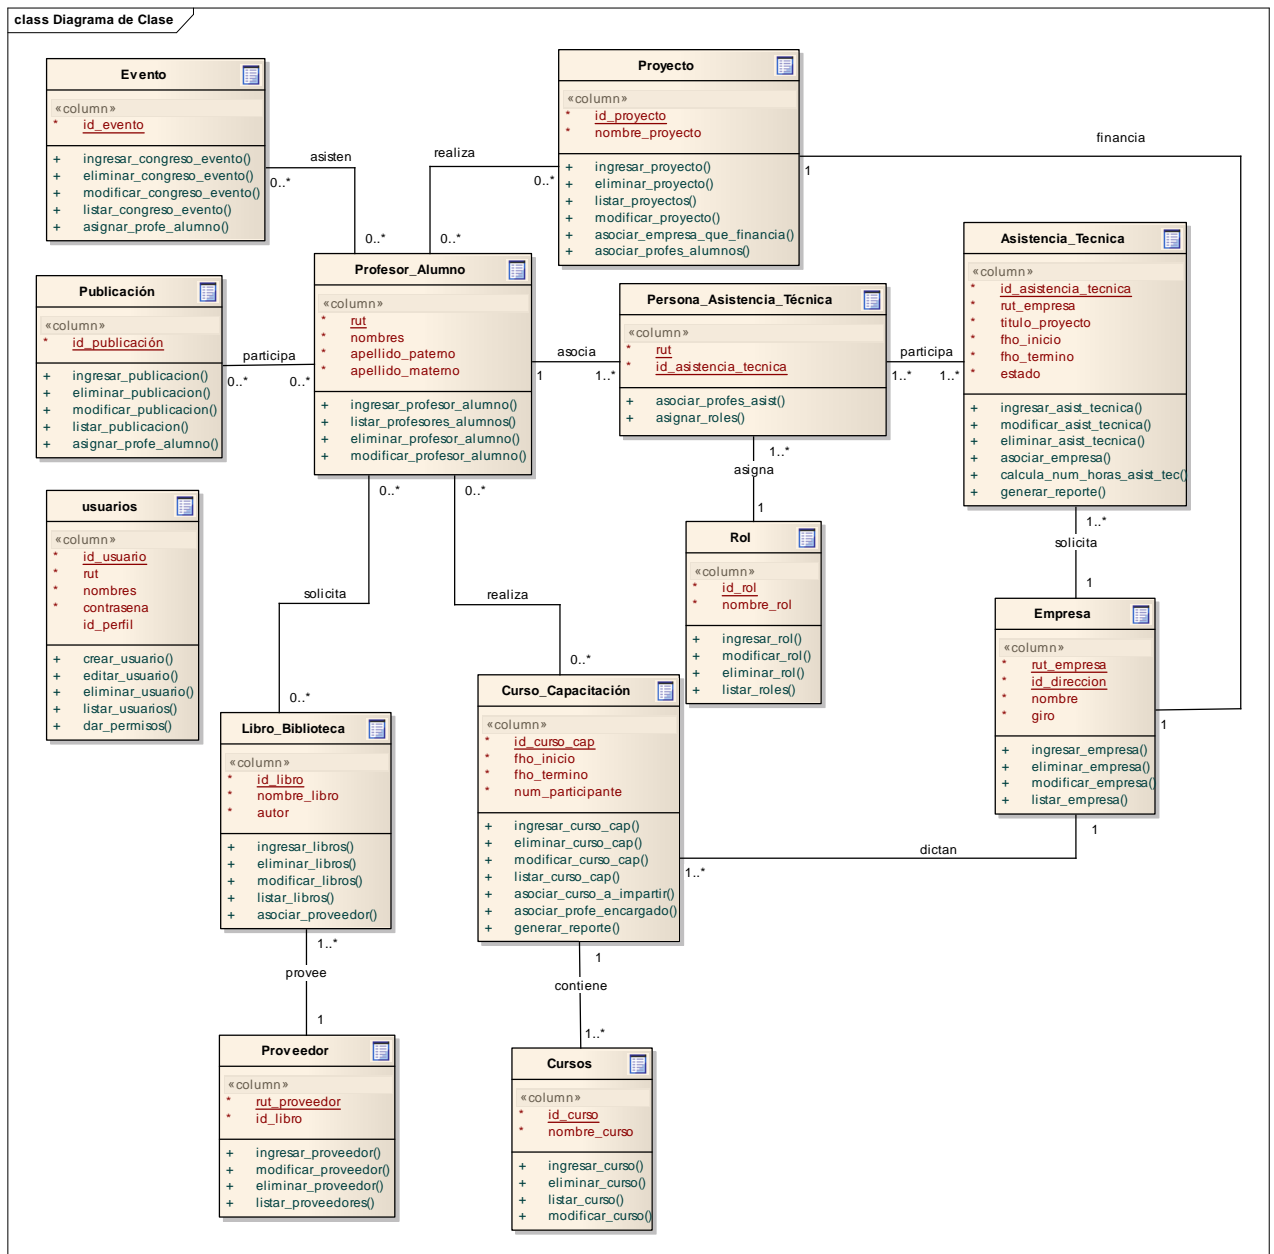 class Diagrama de Clase
Evento
«column»
* id_evento
+ ingresar_congreso_evento()
+ eliminar_congreso_evento()
+ modificar_congreso_evento()
+ listar_congreso_evento()
+ asignar_profe_alumno()
asisten
0..*
0..*
Proyecto
«column»
* id_proyecto
* nombre_proyecto
+ ingresar_proyecto()
+ eliminar_proyecto()
+ listar_proyectos()
+ modificar_proyecto()
+ asociar_empresa_que_financia()
+ asociar_profes_alumnos()
realiza
0..*
0..*
financia
1
1
Publicación
«column»
* id_publicación
+ ingresar_publicacion()
+ eliminar_publicacion()
+ modificar_publicacion()
+ listar_publicacion()
+ asignar_profe_alumno()
participa
0..*
0..*
Profesor_Alumno
«column»
* rut
* nombres
* apellido_paterno
* apellido_materno
+ ingresar_profesor_alumno()
+ listar_profesores_alumnos()
+ eliminar_profesor_alumno()
+ modificar_profesor_alumno()
asocia
1
1..*
Persona_Asistencia_Técnica
«column»
* rut
* id_asistencia_tecnica
+ asociar_profes_asist()
+ asignar_roles()
participa
1..*
1..*
Asistencia_Tecnica
«column»
* id_asistencia_tecnica
* rut_empresa
* titulo_proyecto
* fho_inicio
* fho_termino
* estado
+ ingresar_asist_tecnica()
+ modificar_asist_tecnica()
+ eliminar_asist_tecnica()
+ asociar_empresa()
+ calcula_num_horas_asist_tec()
+ generar_reporte()
1..*
asigna
1
1..*
solicita
1
usuarios
«column»
* id_usuario
* rut
* nombres
* contrasena
id_perfil
+ crear_usuario()
+ editar_usuario()
+ eliminar_usuario()
+ listar_usuarios()
+ dar_permisos()
0..*
solicita
0..*
0..*
realiza
0..*
Rol
«column»
* id_rol
* nombre_rol
+ ingresar_rol()
+ modificar_rol()
+ eliminar_rol()
+ listar_roles()
Empresa
«column»
* rut_empresa
* id_direccion
* nombre
* giro
+ ingresar_empresa()
+ eliminar_empresa()
+ modificar_empresa()
+ listar_empresa()
Libro_Biblioteca
«column»
* id_libro
* nombre_libro
* autor
+ ingresar_libros()
+ eliminar_libros()
+ modificar_libros()
+ listar_libros()
+ asociar_proveedor()
Curso_Capacitación
«column»
* id_curso_cap
* fho_inicio
* fho_termino
* num_participante
+ ingresar_curso_cap()
+ eliminar_curso_cap()
+ modificar_curso_cap()
+ listar_curso_cap()
+ asociar_curso_a_impartir()
+ asociar_profe_encargado()
+ generar_reporte()
dictan
1
1..*
1..*
provee
1
1
contiene
1..*
Proveedor
«column»
* rut_proveedor
* id_libro
+ ingresar_proveedor()
+ modificar_proveedor()
+ eliminar_proveedor()
+ listar_proveedores()
Cursos
«column»
* id_curso
* nombre_curso
+ ingresar_curso()
+ eliminar_curso()
+ listar_curso()
+ modificar_curso()